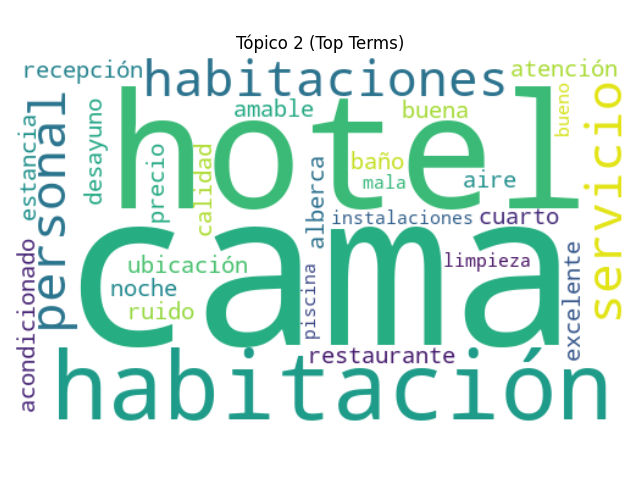 Tópico 2 (Top Terms)
recepción
habitaciones
atención
hotel
personal
servicio
estancia
desayuno
amable
buena
bueno
precio
calidad
alberca
baño
mala
aire
instalaciones
cuarto
cama
acondicionado
ubicación
noche
ruido
piscina
limpieza
excelente
restaurante
habitación